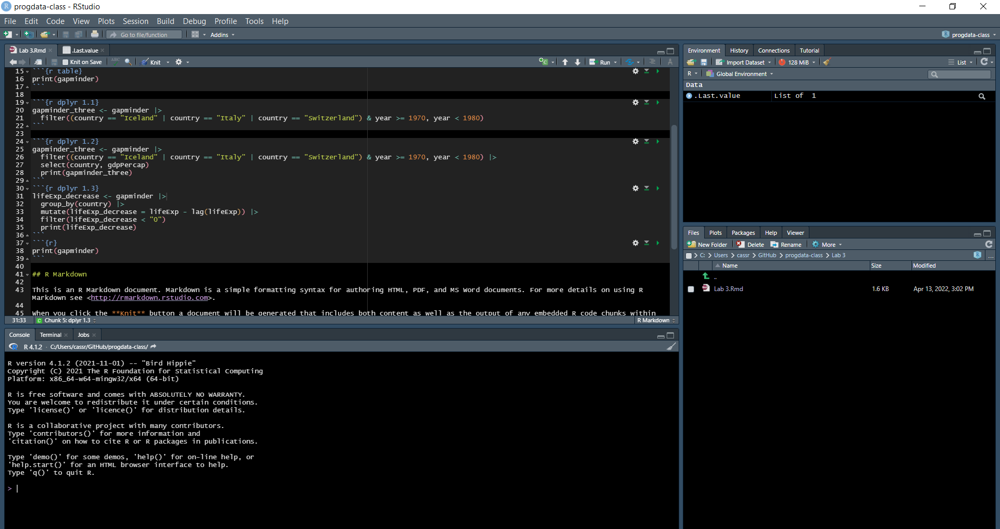 progdata-class - RStudio
File Edit Code View Plots Session Build Debug Profile Tools Help
Go to file/function Addins progdata-class
Lab 3.Rmd .Last.value
Knit on Save ABC Knit Run
15 ```{r table}
16 print(gapminder)
17 ```
18
19 ```{r dplyr 1.1}
20 gapminder_three <- gapminder |>
21 filter((country == "Iceland" | country == "Italy" | country == "Switzerland") & year >= 1970, year < 1980)
22 ```
23
24 ```{r dplyr 1.2}
25 gapminder_three <- gapminder |>
26 filter((country == "Iceland" | country == "Italy" | country == "Switzerland") & year >= 1970, year < 1980) |>
27 select(country, gdpPercap)
28 print(gapminder_three)
29 ```
30 ```{r dplyr 1.3}
31 lifeExp_decrease <- gapminder |>
32 group_by(country) |>
33 mutate(lifeExp_decrease = lifeExp - lag(lifeExp)) |>
34 filter(lifeExp_decrease < "0")
35 print(lifeExp_decrease)
36 ```
37 ```{r}
38 print(gapminder)
39 ```
40
41 ## R Markdown
42
43 This is an R Markdown document. Markdown is a simple formatting syntax for authoring HTML, PDF, and MS Word documents. For more details on using R
Markdown see <http://rmarkdown.rstudio.com>.
44
45 When you click the **Knit** button a document will be generated that includes both content as well as the output of any embedded R code chunks within
31:33 C Chunk 5: dplyr 1.3 R Markdown
Console Terminal Jobs
R 4.1.2 · C:/Users/cassr/GitHub/progdata-class/
R version 4.1.2 (2021-11-01) -- "Bird Hippie"
Copyright (C) 2021 The R Foundation for Statistical Computing
Platform: x86_64-w64-mingw32/x64 (64-bit)
R is free software and comes with ABSOLUTELY NO WARRANTY.
You are welcome to redistribute it under certain conditions.
Type 'license()' or 'licence()' for distribution details.
R is a collaborative project with many contributors.
Type 'contributors()' for more information and
'citation()' on how to cite R or R packages in publications.
Type 'demo()' for some demos, 'help()' for on-line help, or
'help.start()' for an HTML browser interface to help.
Type 'q()' to quit R.
>
Environment History Connections Tutorial
Import Dataset 128 MiB List
R Global Environment
Data
.Last.value List of 1
Files Plots Packages Help Viewer
New Folder Delete Rename More
C: > Users > cassr > GitHub > progdata-class > Lab 3 R ...
Name Size Modified
..
Lab 3.Rmd 1.6 KB Apr 13, 2022, 3:02 PM